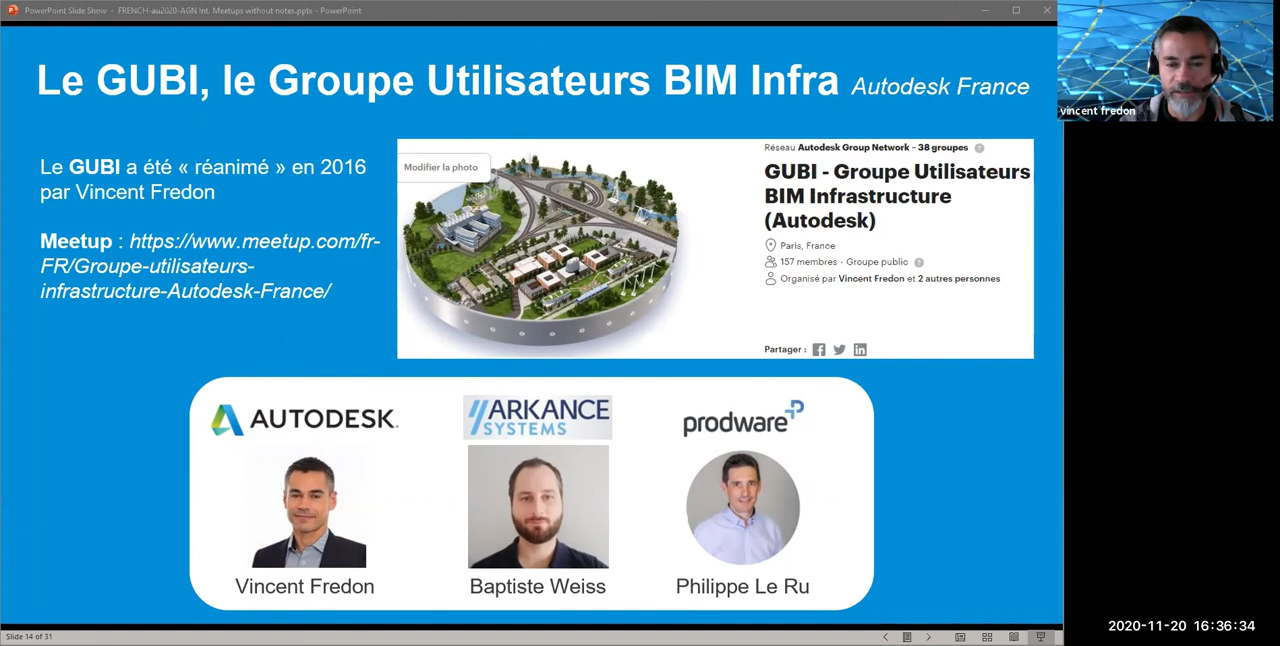 PowerPoint Slide Show - FRENCH-au2020-AGN Int. Meetups without notes.pptx - PowerPoint
Le GUBI, le Groupe Utilisateurs BIM Infra Autodesk France
vincent fredon
Le GUBI a été « réanimé » en 2016
par Vincent Fredon
Meetup : https://www.meetup.com/fr-
FR/Groupe-utilisateurs-
infrastructure-Autodesk-France/
Modifier la photo
Réseau Autodesk Group Network – 38 groupes ?
GUBI - Groupe Utilisateurs
BIM Infrastructure
(Autodesk)
Paris, France
157 membres · Groupe public ?
Organisé par Vincent Fredon et 2 autres personnes
Partager :
AUTODESK.
ARKANCE
SYSTEMS
prodware
Vincent Fredon
Baptiste Weiss
Philippe Le Ru
2020-11-20 16:36:34
Slide 14 of 31